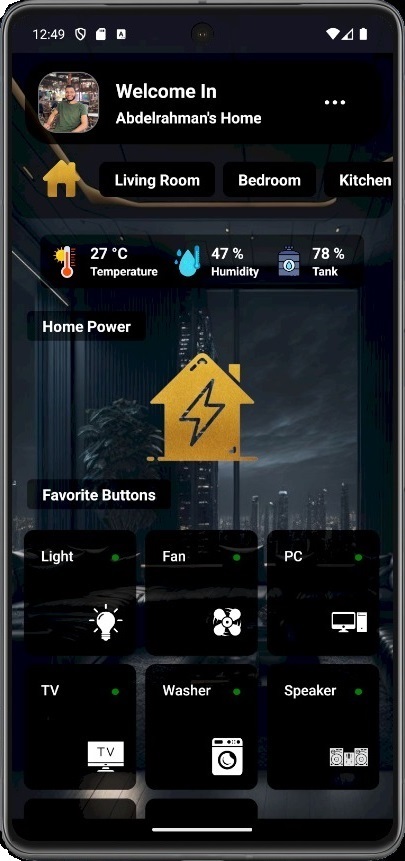 12:49
Welcome In
Abdelrahman's Home
Living Room
Bedroom
Kitchen
27 °C
Temperature
47 %
Humidity
78 %
Tank
Home Power
Favorite Buttons
Light
Fan
PC
TV
TV
Washer
Speaker